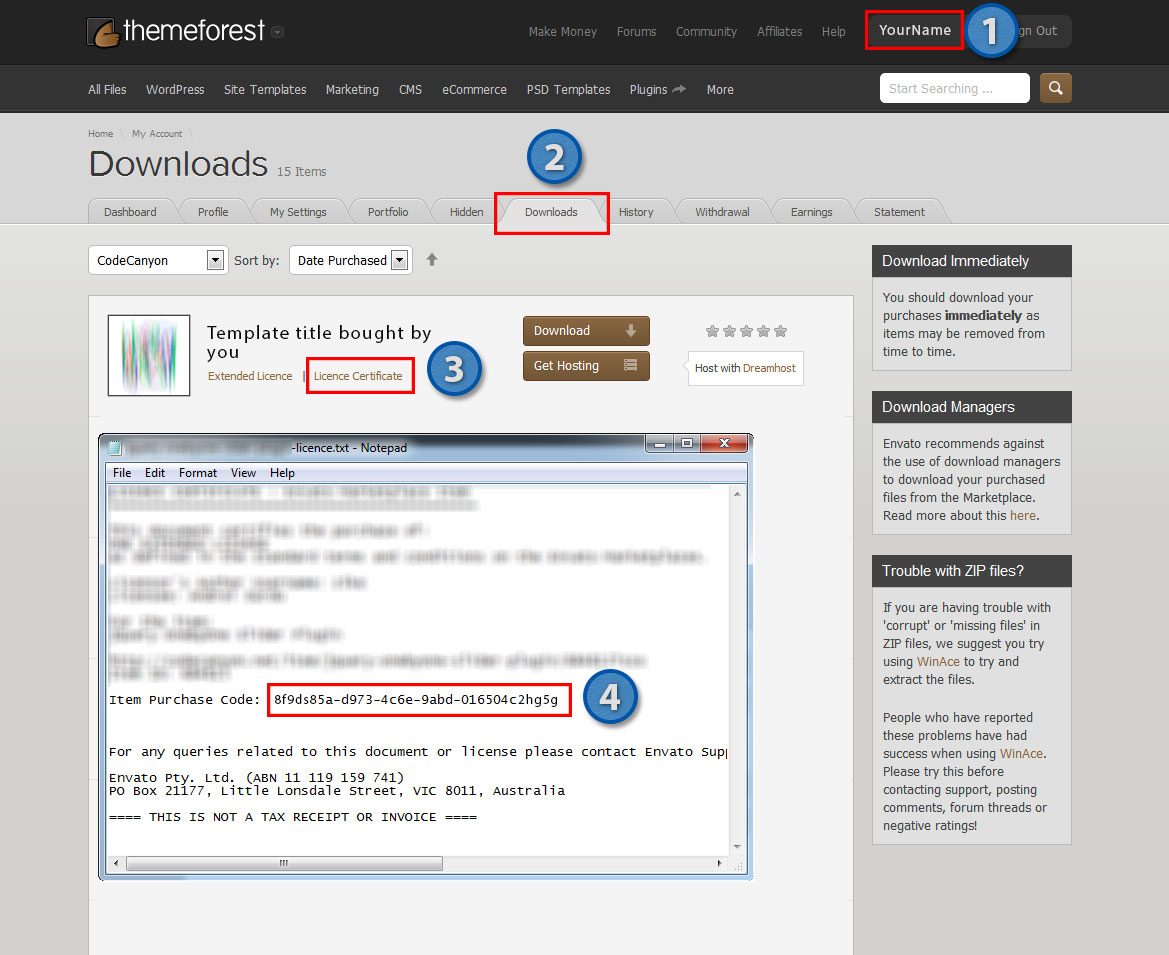 themeforest
Make Money Forums Community Affiliates Help YourName 1 gn Out
All Files WordPress Site Templates Marketing CMS eCommerce PSD Templates Plugins More
Start Searching ...
Home \ My Account \
Downloads 15 Items
2
Dashboard Profile My Settings Portfolio Hidden Downloads History Withdrawal Earnings Statement
CodeCanyon Sort by: Date Purchased
Template title bought by
you
Extended Licence | Licence Certificate
3
Download
Get Hosting
Host with Dreamhost
-licence.txt - Notepad
File Edit Format View Help
Item Purchase Code: 8f9ds85a-d973-4c6e-9abd-016504c2hg5g
4
For any queries related to this document or license please contact Envato Supp
Envato Pty. Ltd. (ABN 11 119 159 741)
PO Box 21177, Little Lonsdale Street, VIC 8011, Australia
==== THIS IS NOT A TAX RECEIPT OR INVOICE ====
Download Immediately
You should download your
purchases immediately as
items may be removed from
time to time.
Download Managers
Envato recommends against
the use of download managers
to download your purchased
files from the Marketplace.
Read more about this here.
Trouble with ZIP files?
If you are having trouble with
'corrupt' or 'missing files' in
ZIP files, we suggest you try
using WinAce to try and
extract the files.
People who have reported
these problems have had
success when using WinAce.
Please try this before
contacting support, posting
comments, forum threads or
negative ratings!